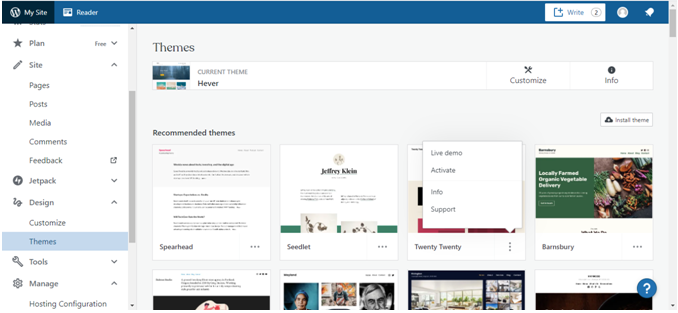 My Site
Reader
Write 2
Plan Free
Site
Pages
Posts
Media
Comments
Feedback
Jetpack
Design
Customize
Themes
Tools
Manage
Hosting Configuration
Themes
CURRENT THEME
Hever
Customize
Info
Install theme
Recommended themes
Jeffrey Klein
Live demo
Activate
Info
Support
Barnsbury
Locally Farmed
Organic Vegetable
Delivery
Spearhead
Seedlet
Twenty Twenty
Barnsbury
?